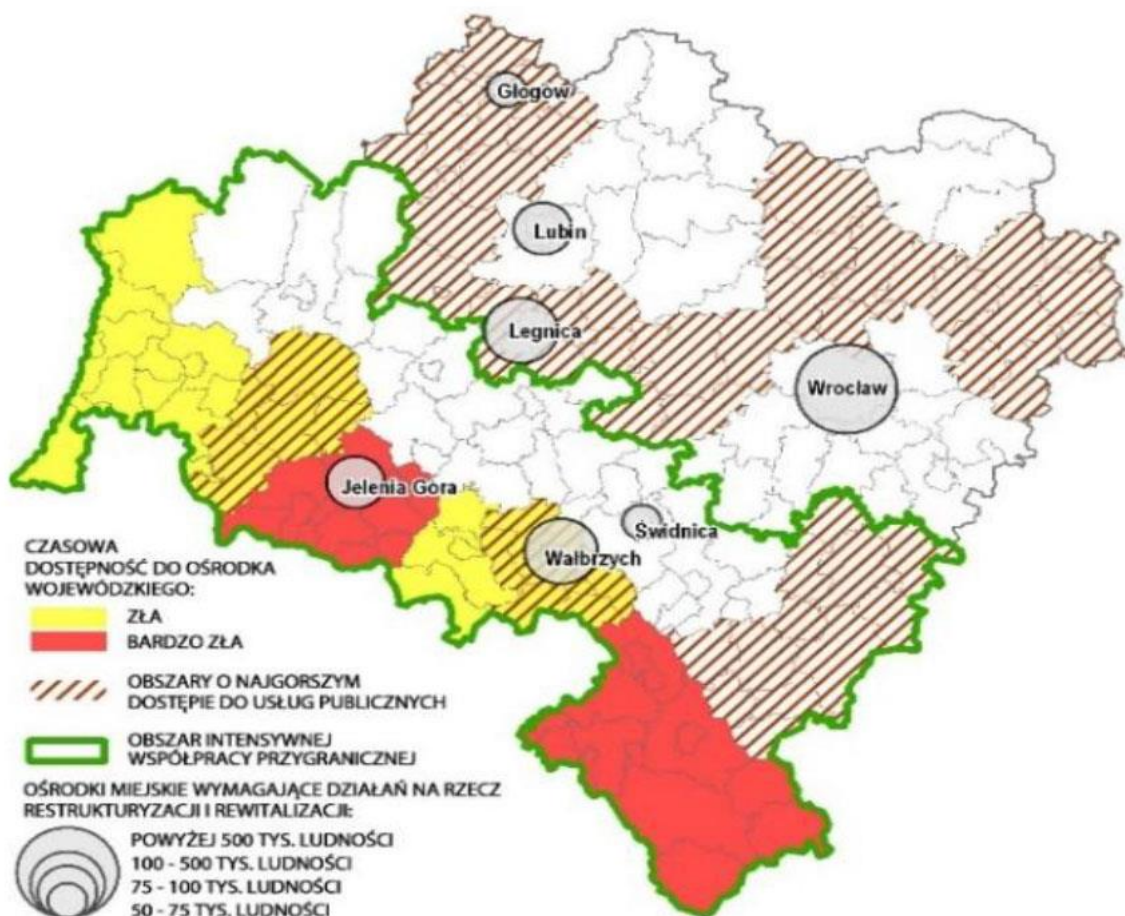 Głogów
Lubin
Legnica
Wrocław
Jelenia Góra
Świdnica
Wałbrzych
CZASOWA
DOSTĘPNOŚĆ DO OŚRODKA
WOJEWÓDZKIEGO:
ZŁA
BARDZO ZŁA
OBSZARY O NAJGORSZYM
DOSTĘPIE DO USŁUG PUBLICZNYCH
OBSZAR INTENSYWNEJ
WSPÓŁPRACY PRZYGRANICZNEJ
OŚRODKI MIEJSKIE WYMAGAJĄCE DZIAŁAŃ NA RZECZ
RESTRUKTURYZACJI I REWITALIZACJI:
POWYŻEJ 500 TYS. LUDNOŚCI
100 - 500 TYS. LUDNOŚCI
75 - 100 TYS. LUDNOŚCI
50 - 75 TYS. LUDNOŚCI